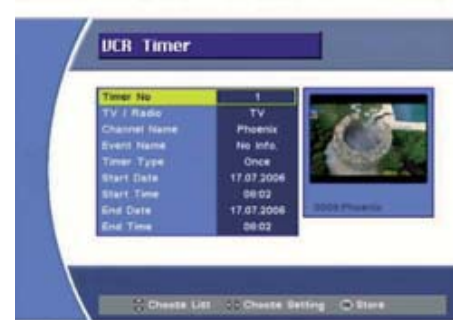 VCR Timer
Timer No 1
TV / Radio TV
Channel Name Phoenix
Event Name No Info.
Timer Type Once
Start Date 17.07.2006
Start Time 08:02
End Date 17.07.2006
End Time 08:02
Phoenix
Choose List Choose Setting Store